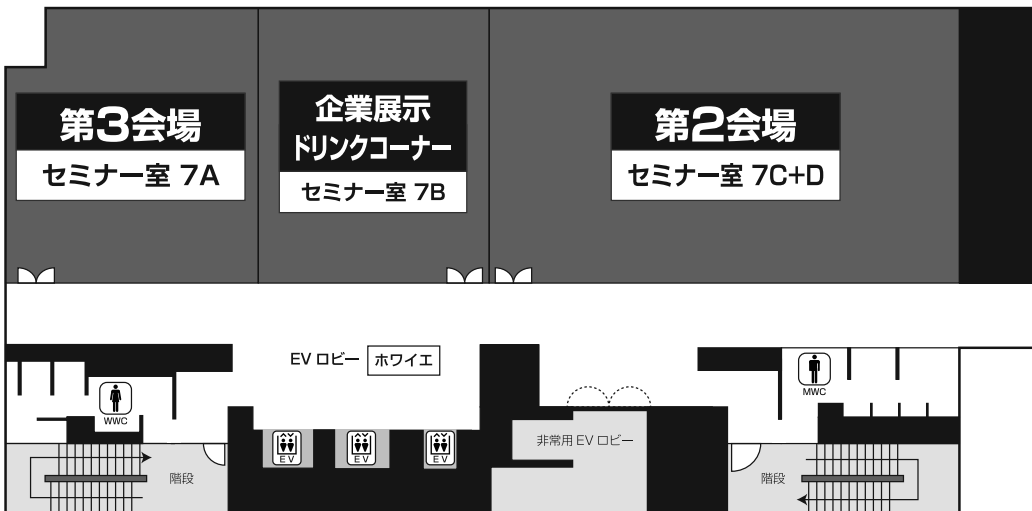 第3会場
セミナー室 7A
企業展示
ドリンクコーナー
セミナー室 7B
第2会場
セミナー室 7C+D
EV ロビー
ホワイエ
WWC
MWC
EV
EV
EV
非常用 EV ロビー
階段
階段